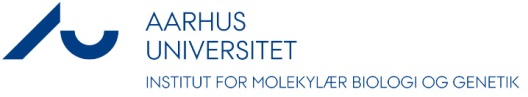 AARHUS
UNIVERSITET
INSTITUT FOR MOLEKYLÆR BIOLOGI OG GENETIK